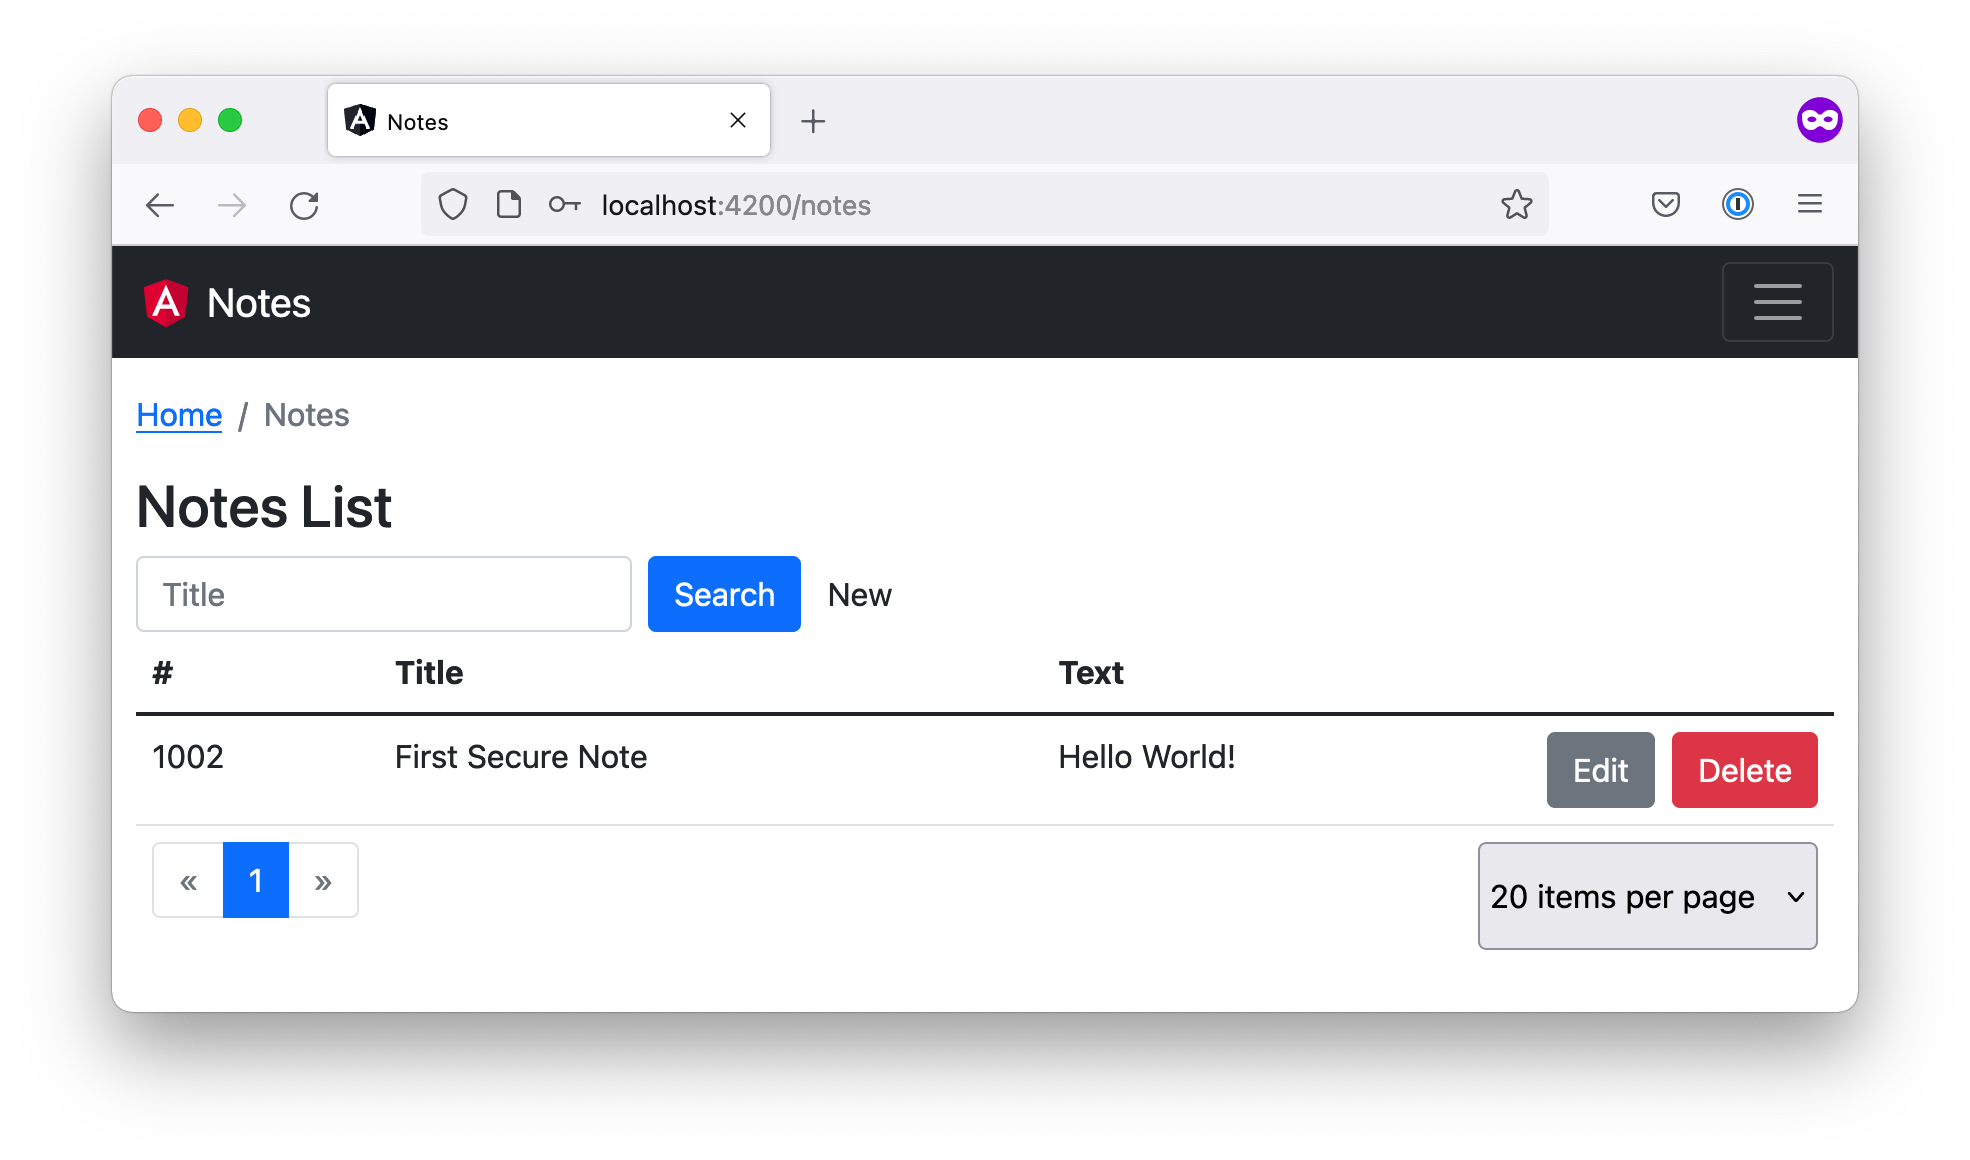 Notes
localhost:4200/notes
Notes
Home / Notes
Notes List
Title Search New
# Title Text
1002 First Secure Note Hello World! Edit Delete
« 1 » 20 items per page